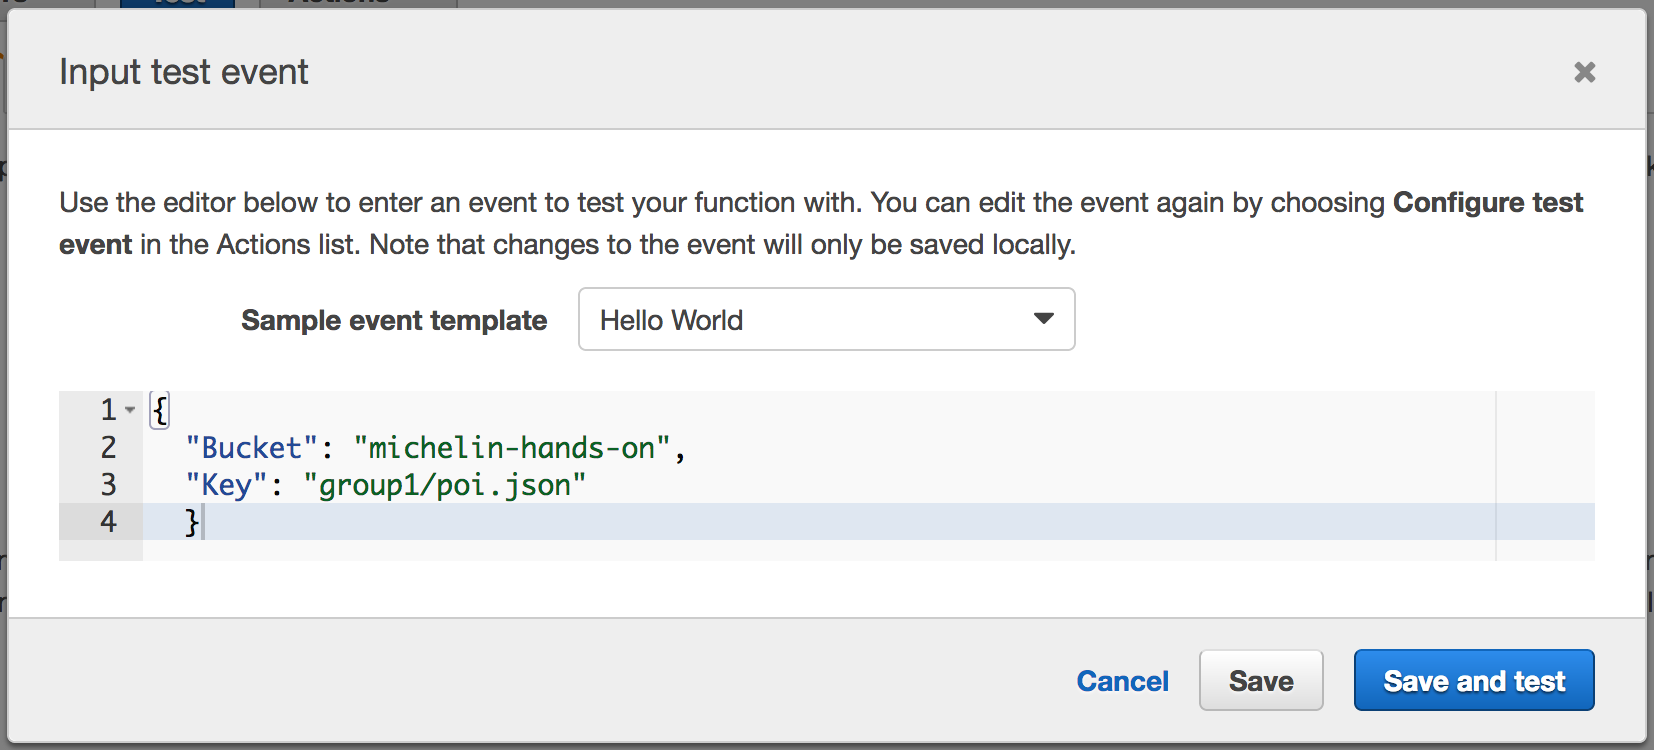 Test Actions
Input test event
Use the editor below to enter an event to test your function with. You can edit the event again by choosing Configure test
event in the Actions list. Note that changes to the event will only be saved locally.
Sample event template Hello World
1 {
2 "Bucket": "michelin-hands-on",
3 "Key": "group1/poi.json"
4 }
Cancel Save Save and test